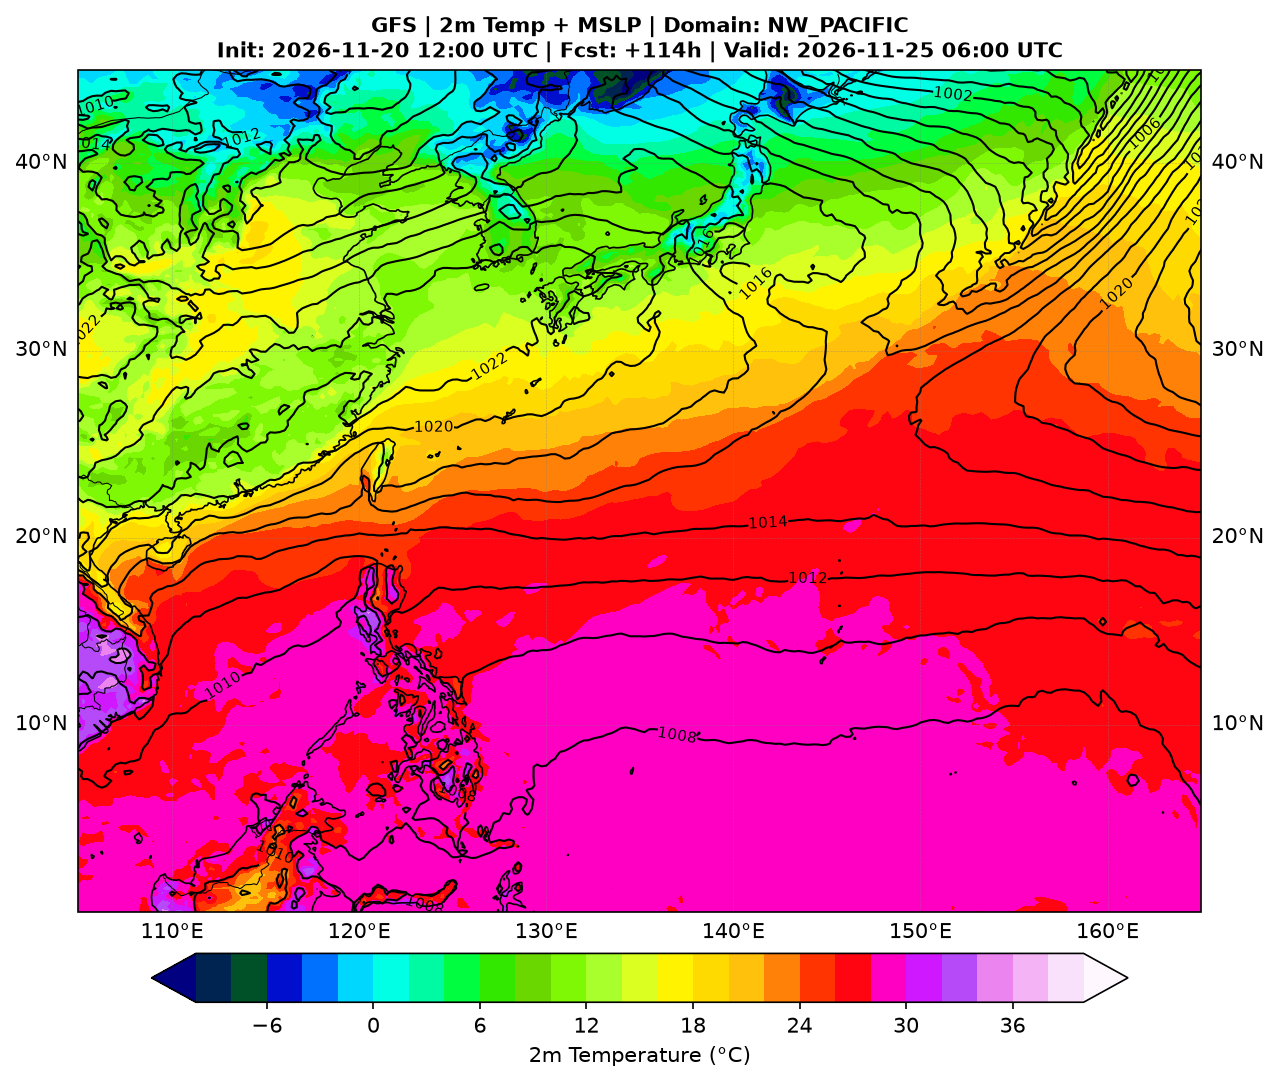 GFS | 2m Temp + MSLP | Domain: NW_PACIFIC
Init: 2026-11-20 12:00 UTC | Fcst: +114h | Valid: 2026-11-25 06:00 UTC
1010
1002
1012
1006
40°N
40°N
1016
1020
1022
30°N
30°N
1022
1020
1014
20°N
20°N
1012
1010
10°N
10°N
1008
1010
1008
110°E 120°E 130°E 140°E 150°E 160°E
−6 0 6 12 18 24 30 36
2m Temperature (°C)